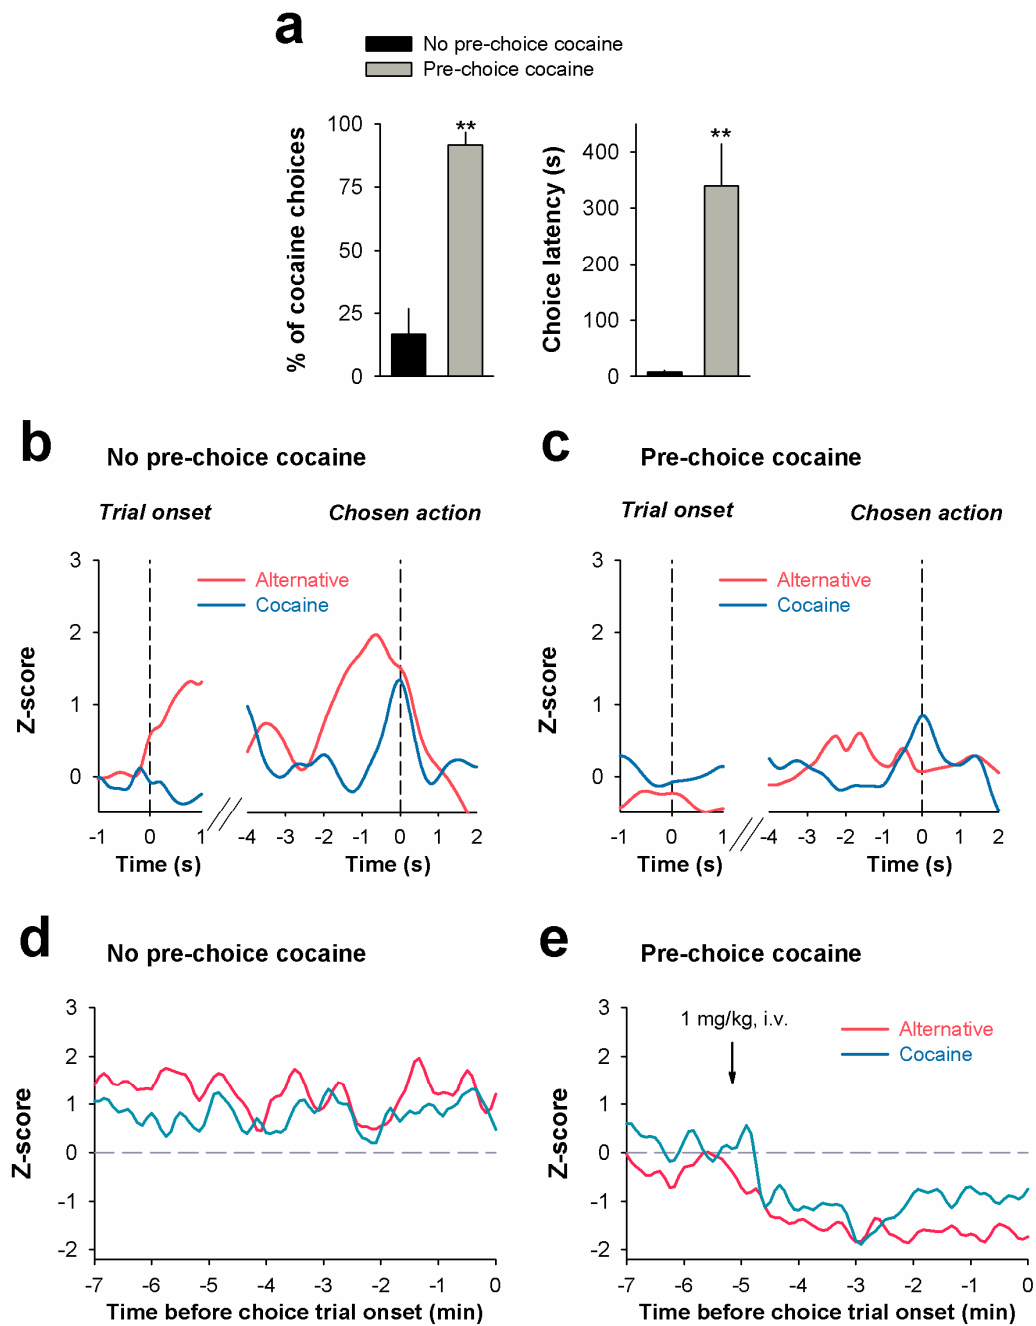 a
No pre-choice cocaine
Pre-choice cocaine
% of cocaine choices
100
75
50
25
0
**
Choice latency (s)
400
300
200
100
0
**
b
No pre-choice cocaine
Trial onset
Chosen action
Z-score
3
2
1
0
Alternative
Cocaine
-1 0 1
-4 -3 -2 -1 0 1 2
Time (s)
Time (s)
c
Pre-choice cocaine
Trial onset
Chosen action
Z-score
3
2
1
0
Alternative
Cocaine
-1 0 1
-4 -3 -2 -1 0 1 2
Time (s)
Time (s)
d
No pre-choice cocaine
Z-score
3
2
1
0
-1
-2
-7 -6 -5 -4 -3 -2 -1 0
Time before choice trial onset (min)
e
Pre-choice cocaine
1 mg/kg, i.v.
Alternative
Cocaine
Z-score
3
2
1
0
-1
-2
-7 -6 -5 -4 -3 -2 -1 0
Time before choice trial onset (min)